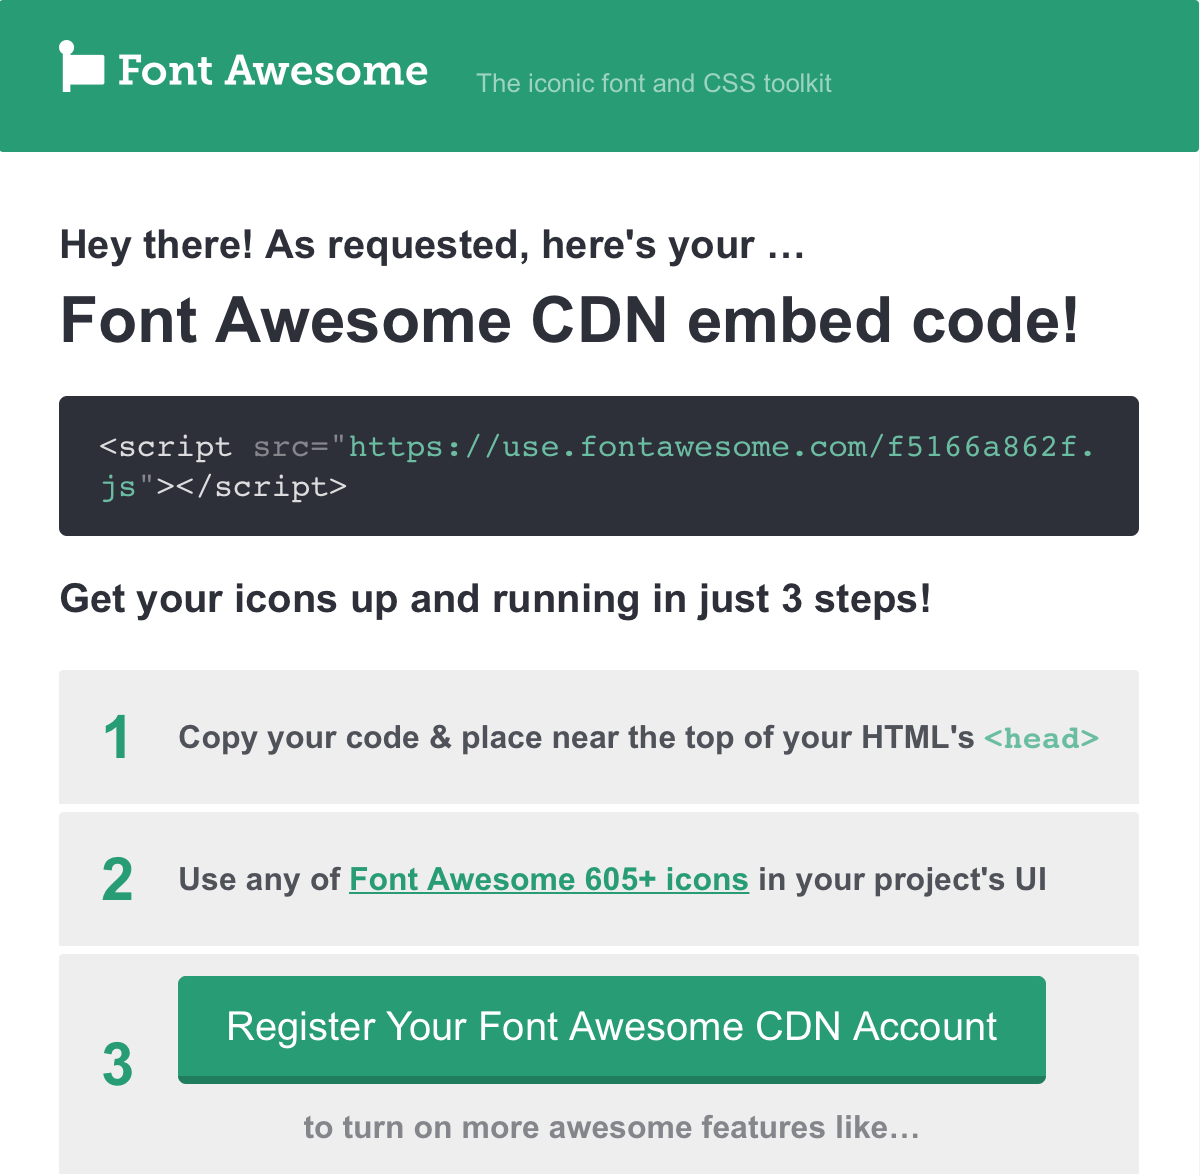 Font Awesome The iconic font and CSS toolkit
Hey there! As requested, here's your …
Font Awesome CDN embed code!
<script src="https://use.fontawesome.com/f5166a862f.
js"></script>
Get your icons up and running in just 3 steps!
1 Copy your code & place near the top of your HTML's <head>
2 Use any of Font Awesome 605+ icons in your project's UI
3 Register Your Font Awesome CDN Account
to turn on more awesome features like…